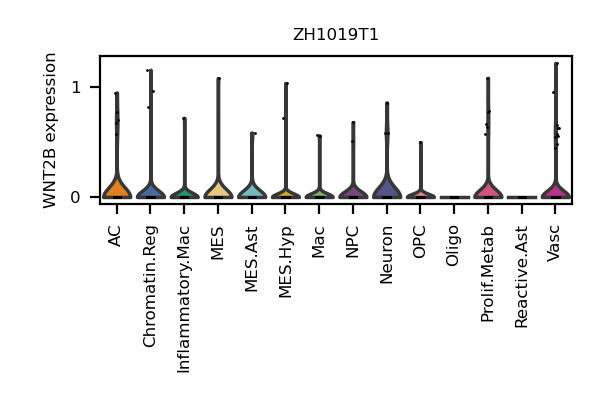 ZH1019T1
WNT2B expression
1
0
AC
Chromatin.Reg
Inflammatory.Mac
MES
MES.Ast
MES.Hyp
Mac
NPC
Neuron
OPC
Oligo
Prolif.Metab
Reactive.Ast
Vasc